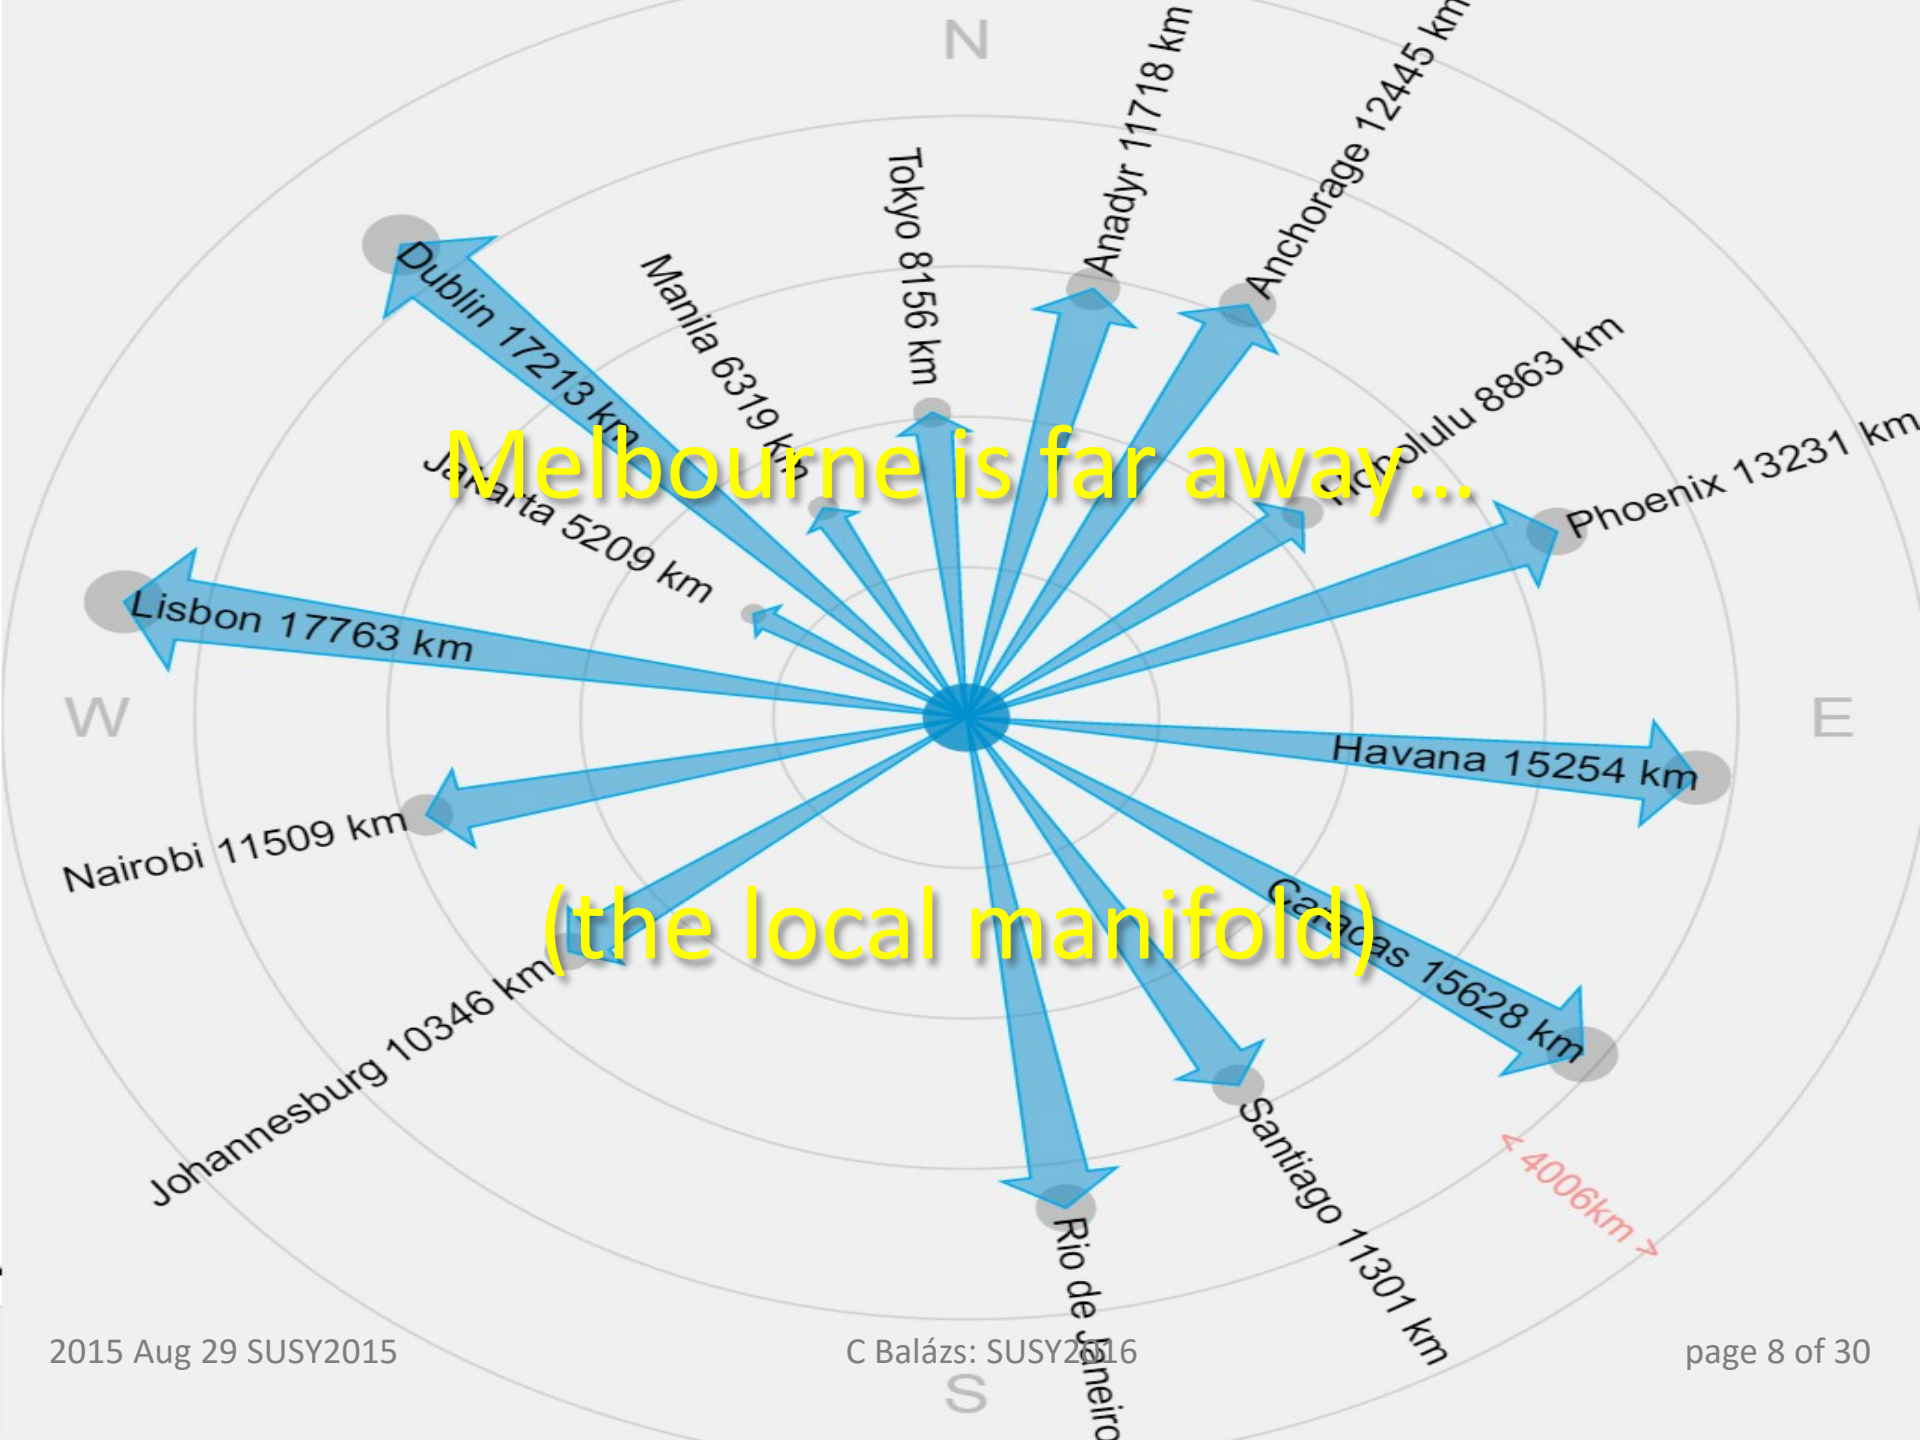 N
Anadyr 11718 km
Anchorage 12445 km
Tokyo 8156 km
Manila 6319 km
Dublin 17213 km
Honolulu 8863 km
Phoenix 13231 km
Melbourne is far away...
Jakarta 5209 km
Lisbon 17763 km
W
E
Havana 15254 km
Nairobi 11509 km
(the local manifold)
Caracas 15628 km
Johannesburg 10346 km
Santiago 11301 km
< 4006km >
Rio de Janeiro
2015 Aug 29 SUSY2015
C Balázs: SUSY2016
page 8 of 30
S